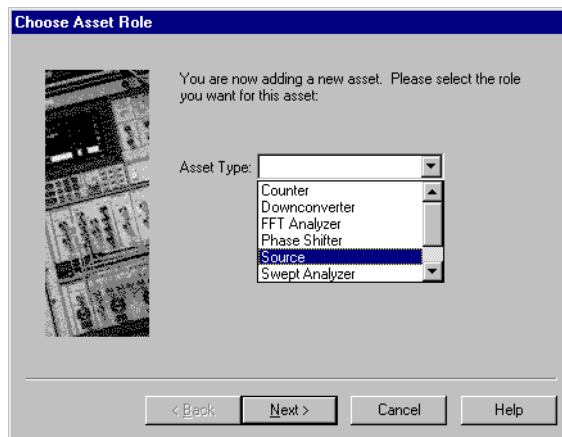 Choose Asset Role
You are now adding a new asset.  Please select the role
you want for this asset:
Asset Type:
Counter
Downconverter
FFT Analyzer
Phase Shifter
Source
Swept Analyzer
< Back
Next >
Cancel
Help